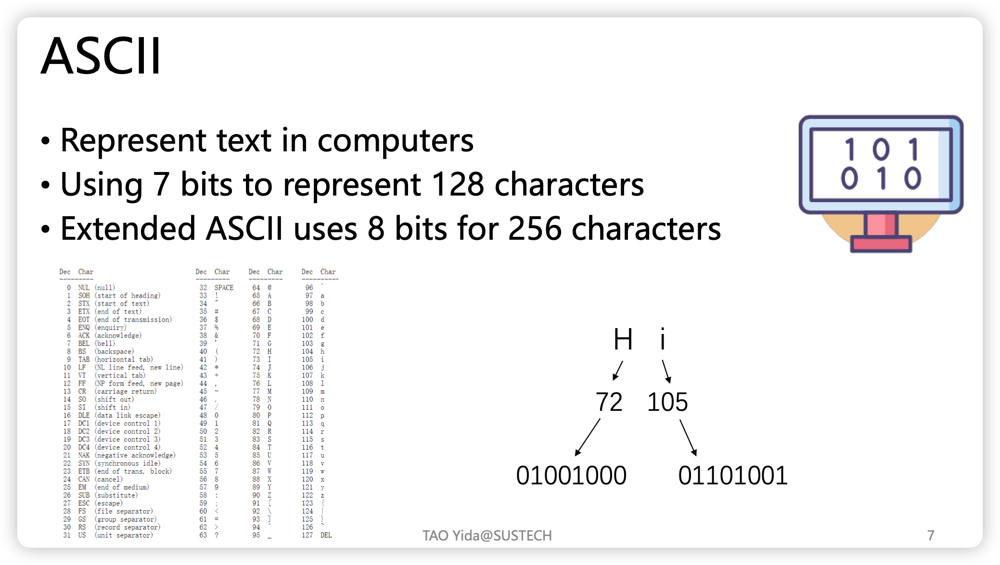 ASCII
• Represent text in computers
• Using 7 bits to represent 128 characters
• Extended ASCII uses 8 bits for 256 characters
1 0 1
0 1 0
Dec Char Dec Char Dec Char Dec Char
--------- --------- --------- ----------
0 NUL (null) 32 SPACE 64 @ 96 `
1 SOH (start of heading) 33 ! 65 A 97 a
2 STX (start of text) 34 " 66 B 98 b
3 ETX (end of text) 35 # 67 C 99 c
4 EOT (end of transmission) 36 $ 68 D 100 d
5 ENQ (enquiry) 37 % 69 E 101 e
6 ACK (acknowledge) 38 & 70 F 102 f
7 BEL (bell) 39 ' 71 G 103 g
8 BS (backspace) 40 ( 72 H 104 h
9 TAB (horizontal tab) 41 ) 73 I 105 i
10 LF (NL line feed, new line) 42 * 74 J 106 j
11 VT (vertical tab) 43 + 75 K 107 k
12 FF (NP form feed, new page) 44 , 76 L 108 l
13 CR (carriage return) 45 - 77 M 109 m
14 SO (shift out) 46 . 78 N 110 n
15 SI (shift in) 47 / 79 O 111 o
16 DLE (data link escape) 48 0 80 P 112 p
17 DC1 (device control 1) 49 1 81 Q 113 q
18 DC2 (device control 2) 50 2 82 R 114 r
19 DC3 (device control 3) 51 3 83 S 115 s
20 DC4 (device control 4) 52 4 84 T 116 t
21 NAK (negative acknowledge) 53 5 85 U 117 u
22 SYN (synchronous idle) 54 6 86 V 118 v
23 ETB (end of trans. block) 55 7 87 W 119 w
24 CAN (cancel) 56 8 88 X 120 x
25 EM (end of medium) 57 9 89 Y 121 y
26 SUB (substitute) 58 : 90 Z 122 z
27 ESC (escape) 59 ; 91 [ 123 {
28 FS (file separator) 60 < 92 \ 124 |
29 GS (group separator) 61 = 93 ] 125 }
30 RS (record separator) 62 > 94 ^ 126 ~
31 US (unit separator) 63 ? 95 _ 127 DEL
H i
72 105
01001000 01101001
TAO Yida@SUSTECH
7